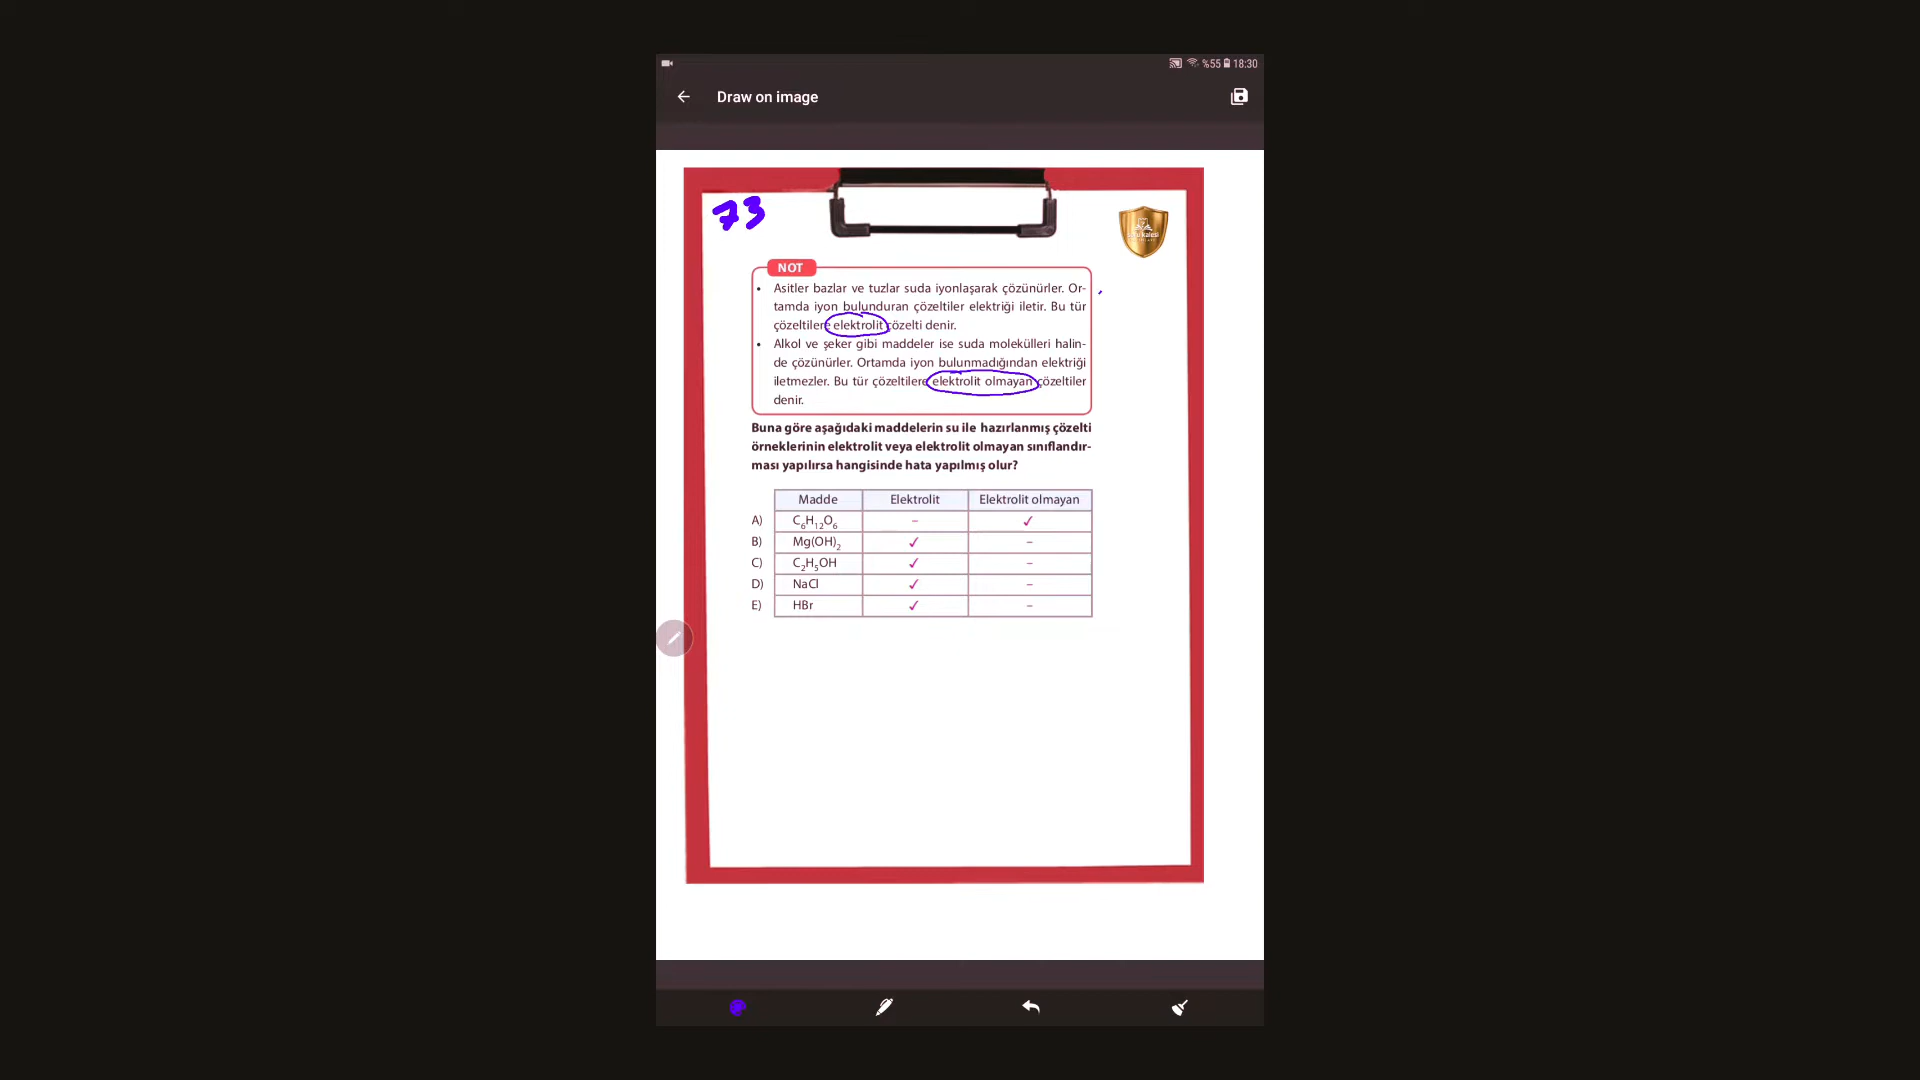 %55 18:30
Draw on image
73
NOT
• Asitler bazlar ve tuzlar suda iyonlaşarak çözünürler. Or-
tamda iyon bulunduran çözeltiler elektriği iletir. Bu tür
çözeltilere elektrolit çözelti denir.
• Alkol ve şeker gibi maddeler ise suda molekülleri halin-
de çözünürler. Ortamda iyon bulunmadığından elektriği
iletmezler. Bu tür çözeltilere elektrolit olmayan çözeltiler
denir.
Buna göre aşağıdaki maddelerin su ile hazırlanmış çözelti
örneklerinin elektrolit veya elektrolit olmayan sınıflandır-
ması yapılırsa hangisinde hata yapılmış olur?
Madde Elektrolit Elektrolit olmayan
A) C₆H₁₂O₆ – ✓
B) Mg(OH)₂ ✓ –
C) C₂H₅OH ✓ –
D) NaCl ✓ –
E) HBr ✓ –